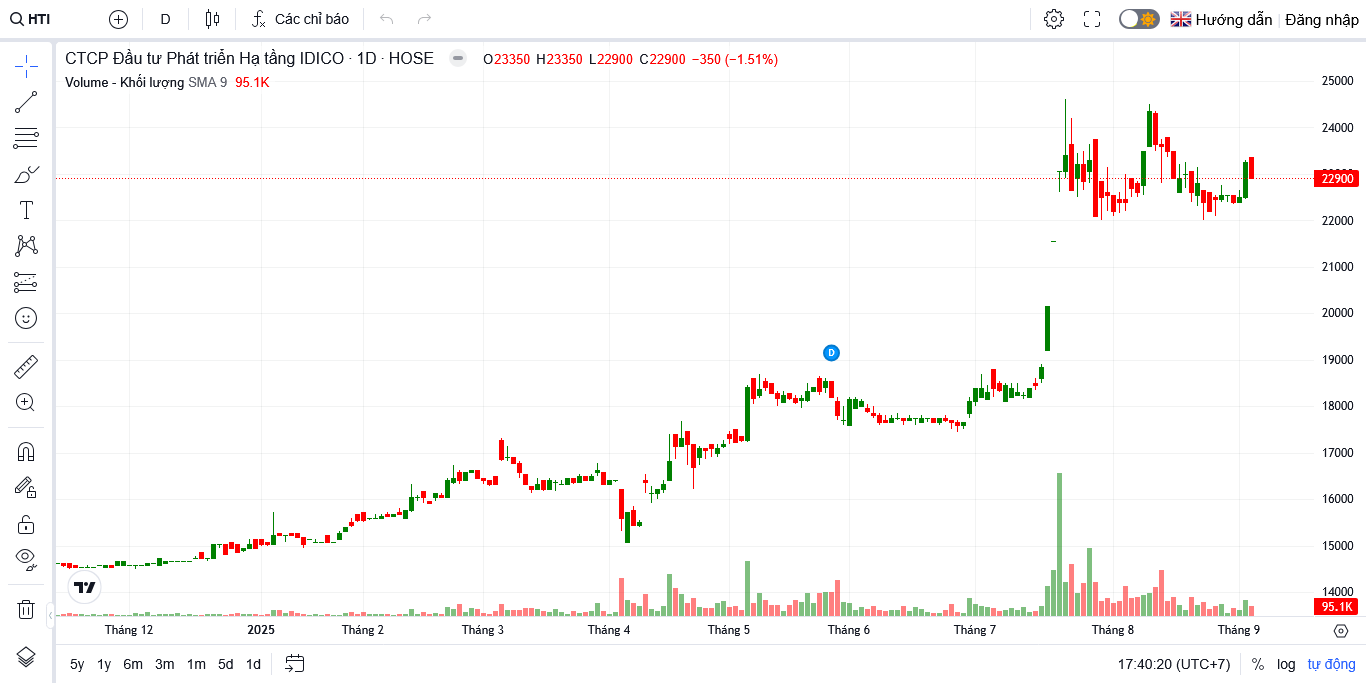 HTI D Các chỉ báo Hướng dẫn Đăng nhập
CTCP Đầu tư Phát triển Hạ tầng IDICO · 1D · HOSE O23350 H23350 L22900 C22900 −350 (−1.51%)
Volume - Khối lượng SMA 9 95.1K
25000
24000
22900
22000
21000
20000
D
19000
18000
17000
16000
15000
14000
95.1K
Tháng 12 2025 Tháng 2 Tháng 3 Tháng 4 Tháng 5 Tháng 6 Tháng 7 Tháng 8 Tháng 9
5y 1y 6m 3m 1m 5d 1d 17:40:20 (UTC+7) % log tự động